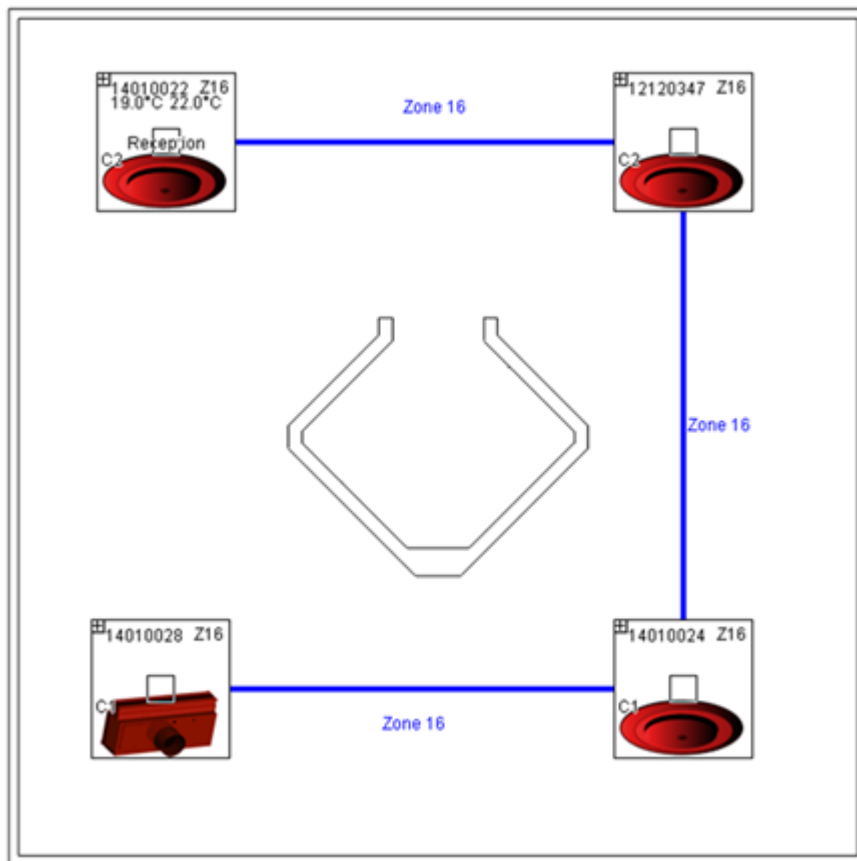 14010022 Z16
19.0°C 22.0°C
Reception
C2
Zone 16
12120347 Z16
C2
Zone 16
14010028 Z16
C1
Zone 16
14010024 Z16
C1